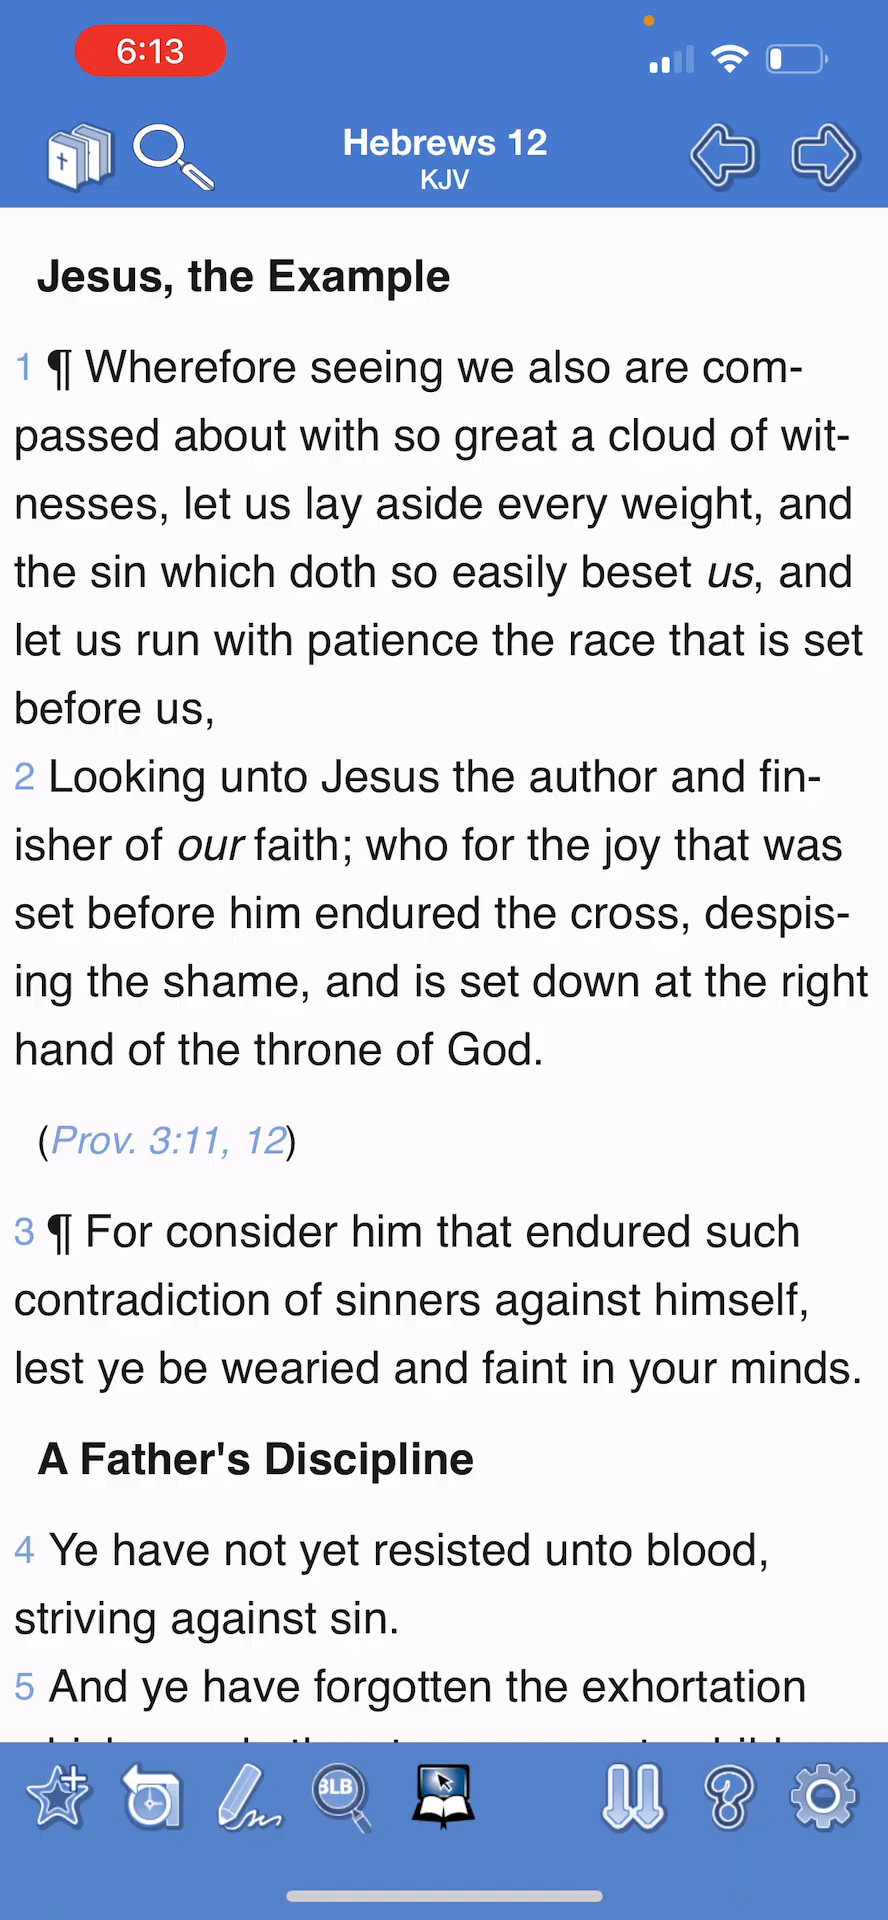 6:13
Hebrews 12
KJV
Jesus, the Example
1 ¶ Wherefore seeing we also are com-
passed about with so great a cloud of wit-
nesses, let us lay aside every weight, and
the sin which doth so easily beset us, and
let us run with patience the race that is set
before us,
2 Looking unto Jesus the author and fin-
isher of our faith; who for the joy that was
set before him endured the cross, despis-
ing the shame, and is set down at the right
hand of the throne of God.
(Prov. 3:11, 12)
3 ¶ For consider him that endured such
contradiction of sinners against himself,
lest ye be wearied and faint in your minds.
A Father's Discipline
4 Ye have not yet resisted unto blood,
striving against sin.
5 And ye have forgotten the exhortation
BLB